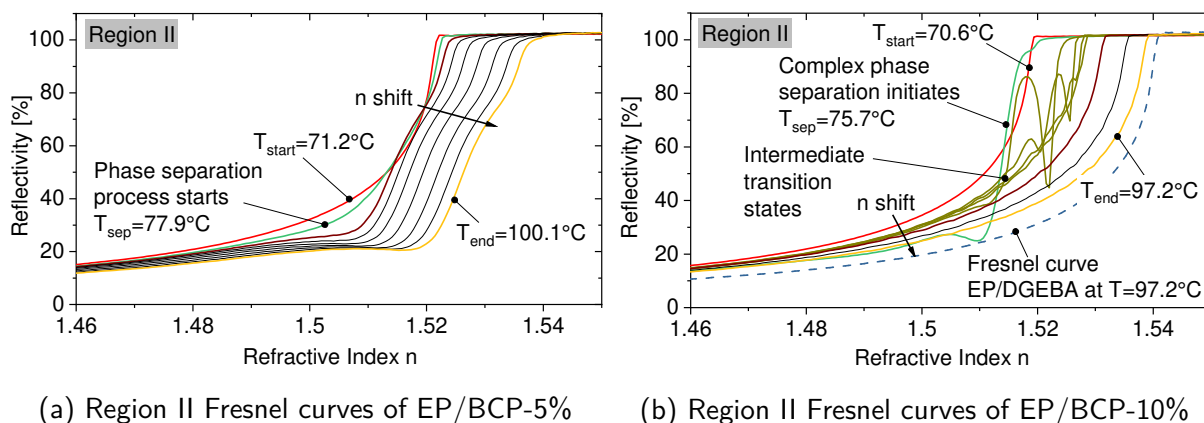 Region II
100
80
60
40
20
0
Reflectivity [%]
n shift
T_start=71.2°C
Phase separation
process starts
T_sep=77.9°C
T_end=100.1°C
1.46
1.48
1.5
1.52
1.54
Refractive Index n
(a) Region II Fresnel curves of EP/BCP-5%
Region II
100
80
60
40
20
0
Reflectivity [%]
T_start=70.6°C
Complex phase
separation initiates
T_sep=75.7°C
Intermediate
transition
states
n shift
T_end=97.2°C
Fresnel curve
EP/DGEBA at T=97.2°C
1.46
1.48
1.5
1.52
1.54
Refractive Index n
(b) Region II Fresnel curves of EP/BCP-10%